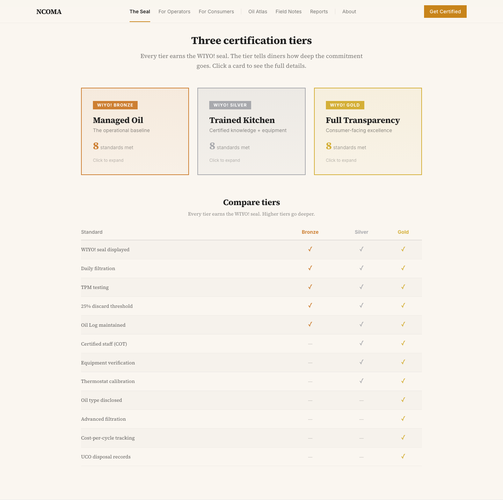 NCOMA
The Seal For Operators For Consumers Oil Atlas Field Notes Reports About
Get Certified
Three certification tiers
Every tier earns the WIYO! seal. The tier tells diners how deep the commitment
goes. Click a card to see the full details.
WIYO! BRONZE
Managed Oil
The operational baseline
8 standards met
Click to expand
WIYO! SILVER
Trained Kitchen
Certified knowledge + equipment
8 standards met
Click to expand
WIYO! GOLD
Full Transparency
Consumer-facing excellence
8 standards met
Click to expand
Compare tiers
Every tier earns the WIYO! seal. Higher tiers go deeper.
Standard Bronze Silver Gold
WIYO! seal displayed ✓ ✓ ✓
Daily filtration ✓ ✓ ✓
TPM testing ✓ ✓ ✓
25% discard threshold ✓ ✓ ✓
Oil Log maintained ✓ ✓ ✓
Certified staff (COT) — ✓ ✓
Equipment verification — ✓ ✓
Thermostat calibration — ✓ ✓
Oil type disclosed — — ✓
Advanced filtration — — ✓
Cost-per-cycle tracking — — ✓
UCO disposal records — — ✓